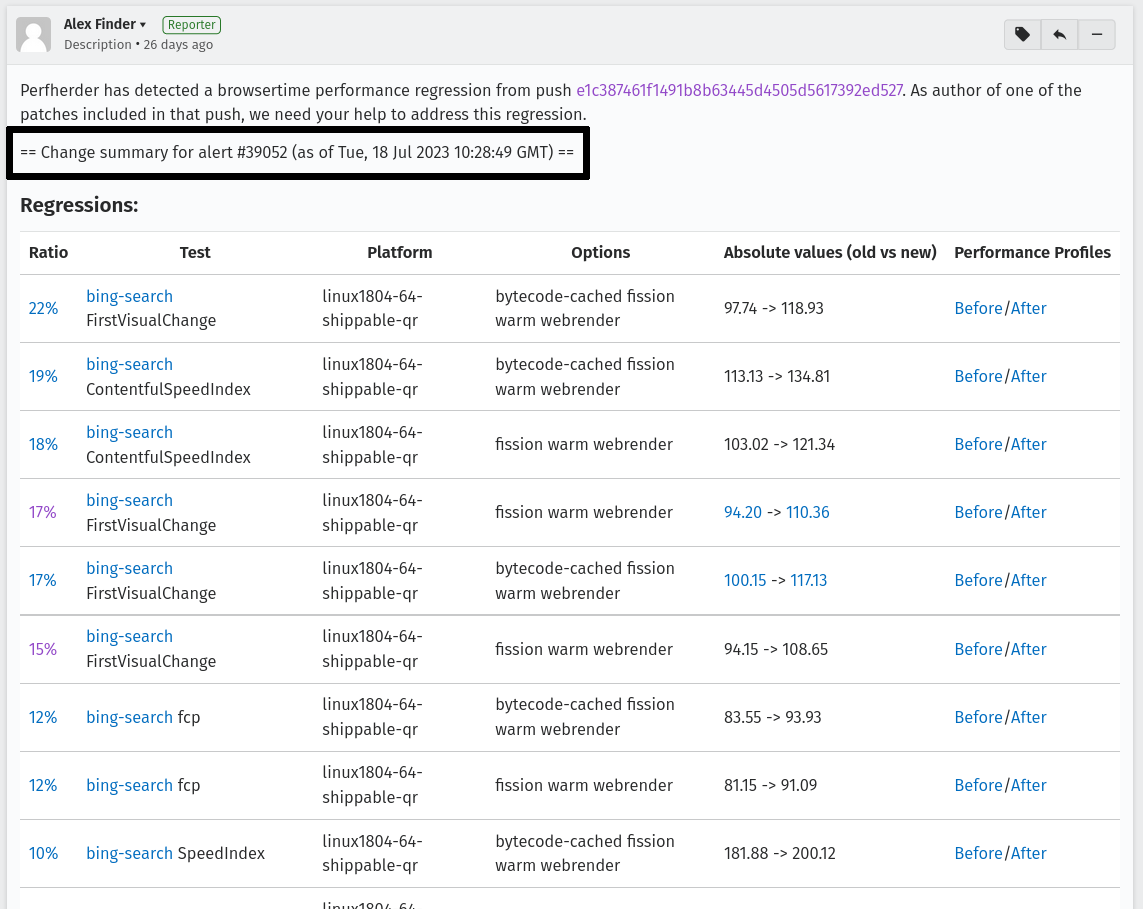 Alex Finder ▾ Reporter
Description • 26 days ago
Perfherder has detected a browsertime performance regression from push e1c387461f1491b8b63445d4505d5617392ed527. As author of one of the
patches included in that push, we need your help to address this regression.
== Change summary for alert #39052 (as of Tue, 18 Jul 2023 10:28:49 GMT) ==
Regressions:
Ratio Test Platform Options Absolute values (old vs new) Performance Profiles
22% bing-search FirstVisualChange linux1804-64-shippable-qr bytecode-cached fission warm webrender 97.74 -> 118.93 Before/After
19% bing-search ContentfulSpeedIndex linux1804-64-shippable-qr bytecode-cached fission warm webrender 113.13 -> 134.81 Before/After
18% bing-search ContentfulSpeedIndex linux1804-64-shippable-qr fission warm webrender 103.02 -> 121.34 Before/After
17% bing-search FirstVisualChange linux1804-64-shippable-qr fission warm webrender 94.20 -> 110.36 Before/After
17% bing-search FirstVisualChange linux1804-64-shippable-qr bytecode-cached fission warm webrender 100.15 -> 117.13 Before/After
15% bing-search FirstVisualChange linux1804-64-shippable-qr fission warm webrender 94.15 -> 108.65 Before/After
12% bing-search fcp linux1804-64-shippable-qr bytecode-cached fission warm webrender 83.55 -> 93.93 Before/After
12% bing-search fcp linux1804-64-shippable-qr fission warm webrender 81.15 -> 91.09 Before/After
10% bing-search SpeedIndex linux1804-64-shippable-qr bytecode-cached fission warm webrender 181.88 -> 200.12 Before/After
linux1804-64-